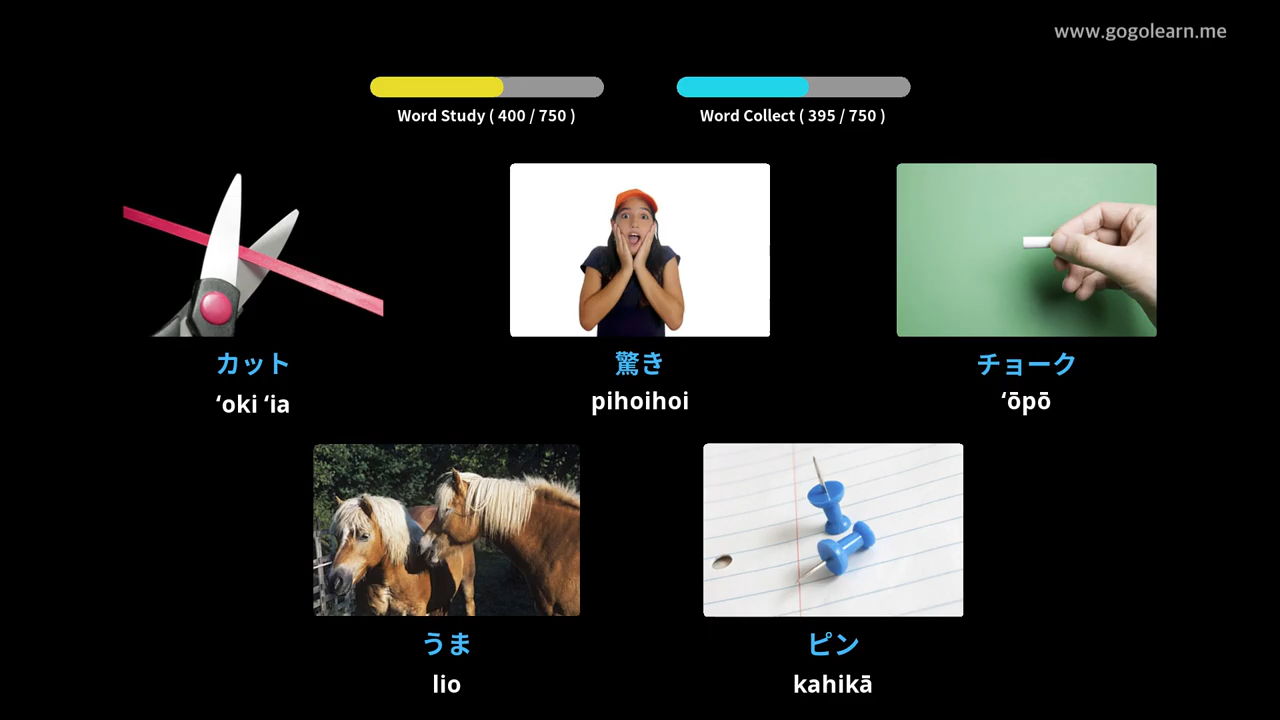 www.gogolearn.me
Word Study ( 400 / 750 )
Word Collect ( 395 / 750 )
カット
ʻoki ʻia
驚き
pihoihoi
チョーク
ʻōpō
うま
lio
ピン
kahikā